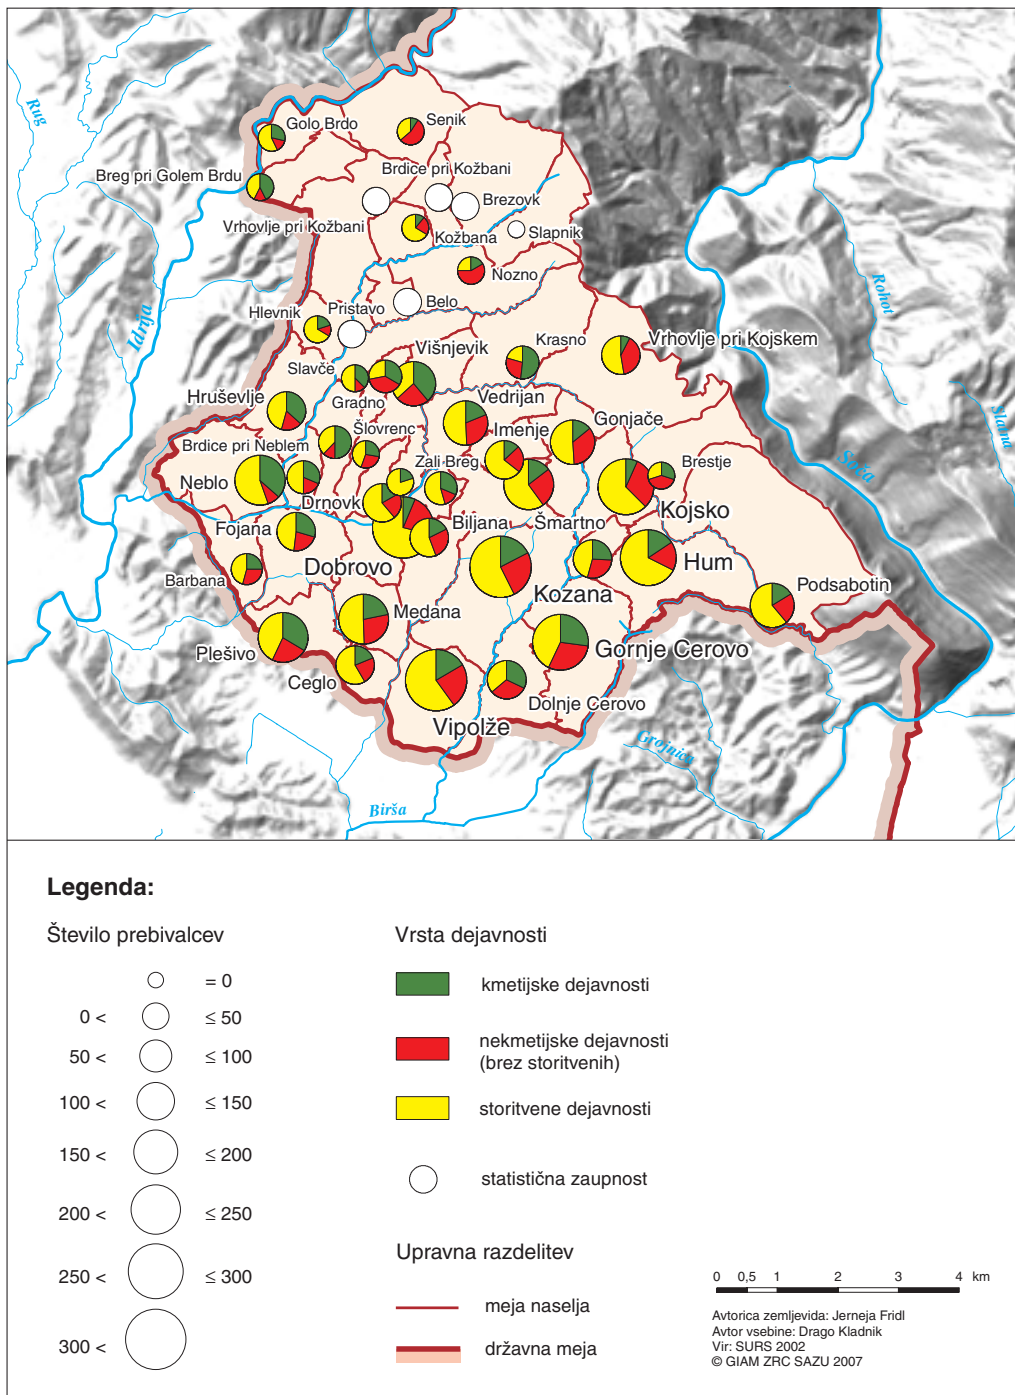 Rug
Golo Brdo
Senik
Breg pri Golem Brdu
Brdice pri Kožbani
Brezovk
Vrhovlje pri Kožbani
Kožbana
Slapnik
Nozno
Rohot
Idrija
Hlevnik
Pristavo
Belo
Krasno
Vrhovlje pri Kojskem
Višnjevik
Slavče
Hruševlje
Gradno
Vedrijan
Gonjače
Slatna
Brdice pri Neblem
Šlovrenc
Imenje
Soča
Neblo
Zali Breg
Brestje
Drnovk
Kojsko
Fojana
Biljana
Šmartno
Dobrovo
Hum
Barbana
Kozana
Podsabotin
Medana
Plešivo
Gornje Cerovo
Ceglo
Dolnje Cerovo
Vipolže
Grojnica
Birša
Legenda:
Število prebivalcev
= 0
0 < ≤ 50
50 < ≤ 100
100 < ≤ 150
150 < ≤ 200
200 < ≤ 250
250 < ≤ 300
300 <
Vrsta dejavnosti
kmetijske dejavnosti
nekmetijske dejavnosti
(brez storitvenih)
storitvene dejavnosti
statistična zaupnost
Upravna razdelitev
meja naselja
državna meja
0 0,5 1 2 3 4 km
Avtorica zemljevida: Jerneja Fridl
Avtor vsebine: Drago Kladnik
Vir: SURS 2002
© GIAM ZRC SAZU 2007